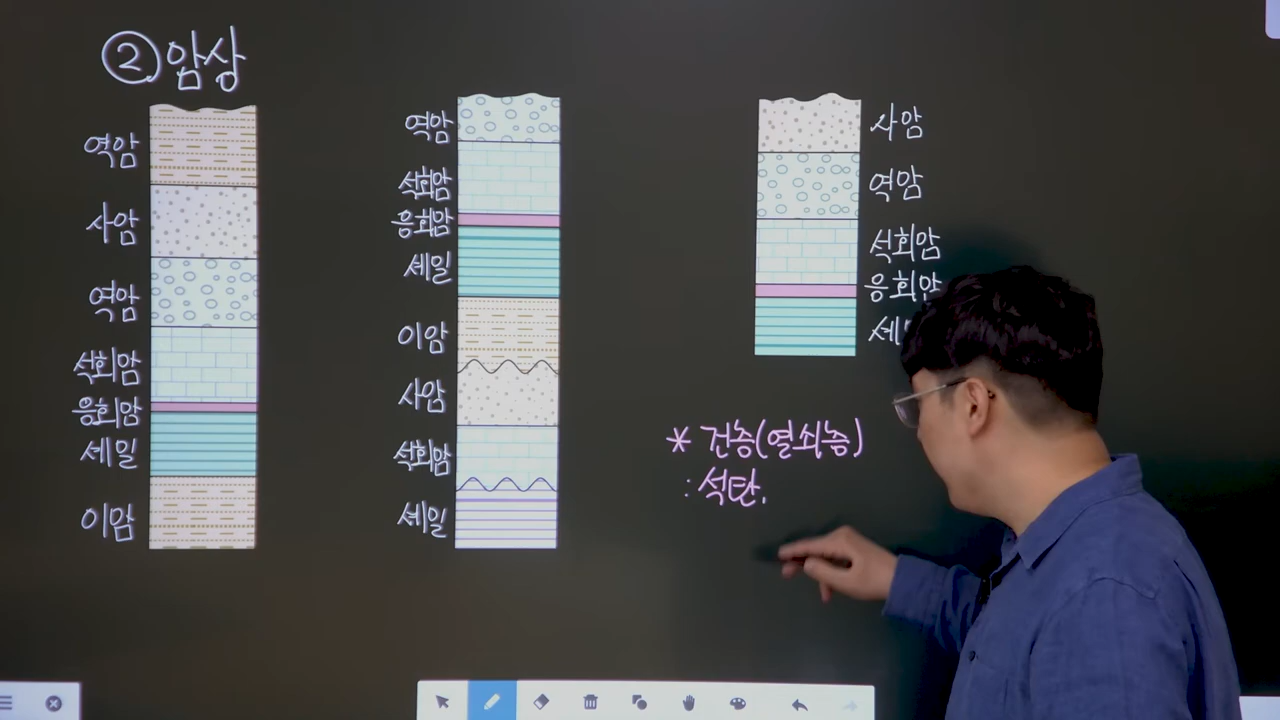 ② 암상
역암
사암
역암
석회암
응회암
셰일
이암
역암
석회암
응회암
셰일
이암
사암
석회암
셰일
사암
역암
석회암
응회암
* 건층(열쇠층)
: 석탄,